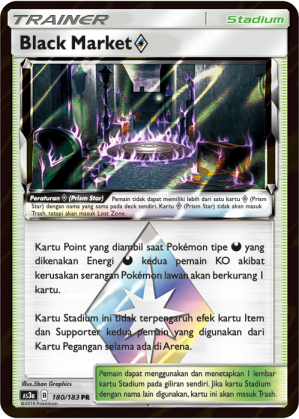 TRAINER
Stadium
Black Market
Peraturan (Prism Star)
Pemain tidak dapat memiliki lebih dari satu kartu (Prism
Star) dengan nama yang sama pada deck sendiri. Kartu (Prism Star) tidak akan masuk
Trash, tetapi akan masuk Lost Zone.
Kartu Point yang diambil saat Pokémon tipe yang
dikenakan Energi kedua pemain KO akibat
kerusakan serangan Pokémon lawan akan berkurang 1
kartu.
Kartu Stadium ini tidak terpengaruh efek kartu Item
dan Supporter kedua pemain yang digunakan dari
Kartu Pegangan selama ada di Arena.
Illus. 5ban Graphics
AS3a
180/183 PR
©2019 Pokémon
Pemain dapat menggunakan dan menetapkan 1 lembar
kartu Stadium pada giliran sendiri. Jika kartu Stadium
dengan nama lain digunakan, kartu ini akan masuk Trash.